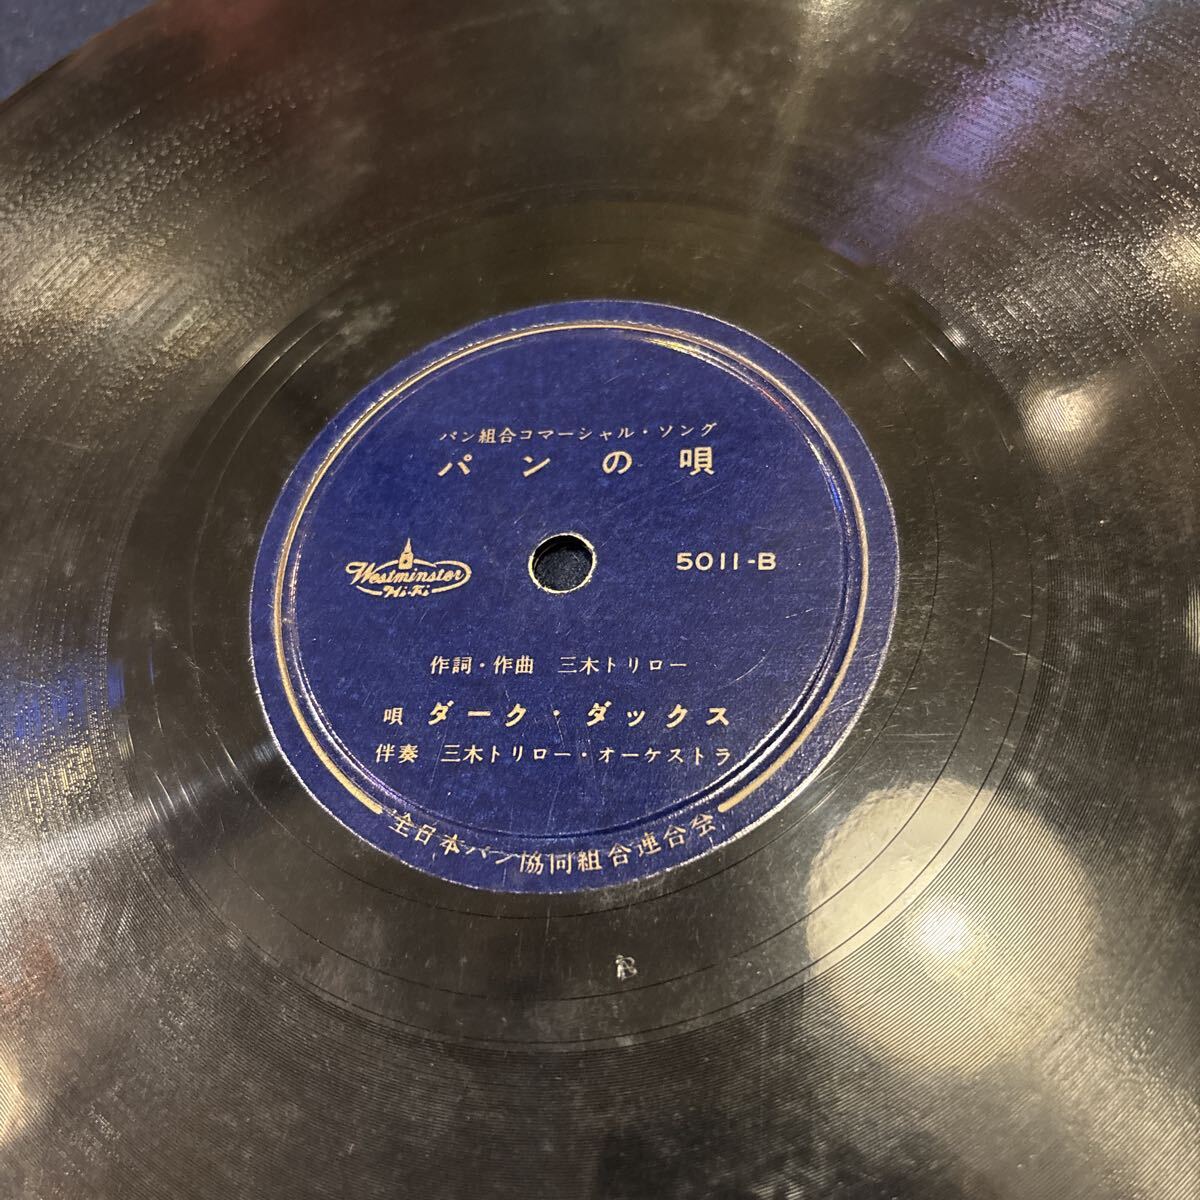 パン組合コマーシャル・ソング
パンの唄
Westminster
Hi-Fi
5011-B
作詞・作曲 三木トリロー
唄 ダーク・ダックス
伴奏 三木トリロー・オーケストラ
全日本パン協同組合連合会
B